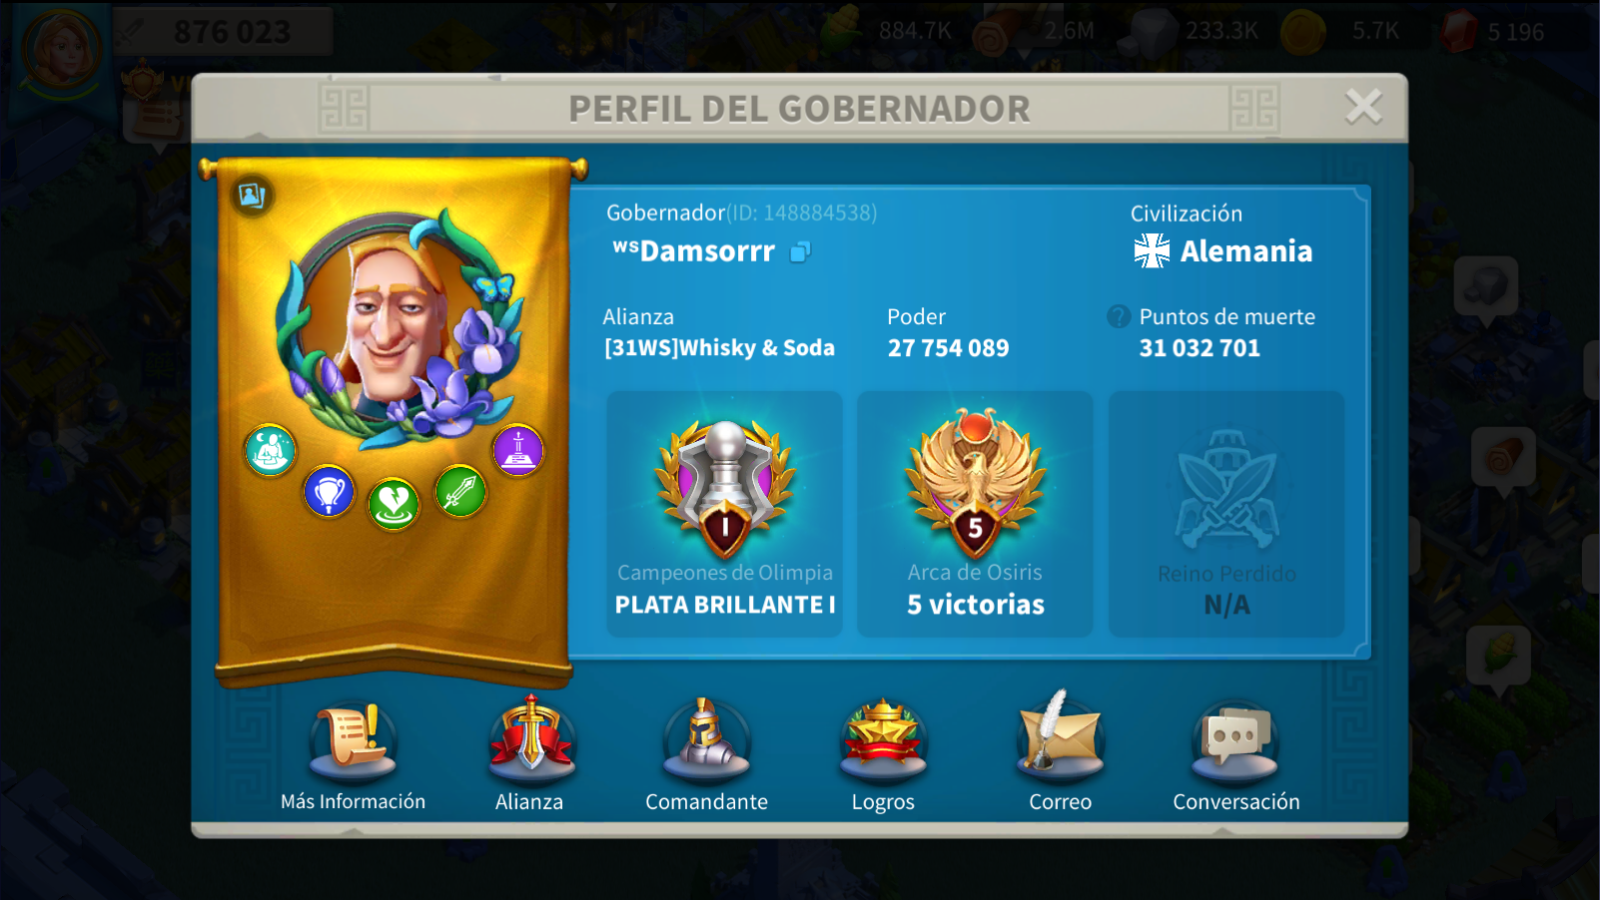 876 023
884.7K
2.6M
233.3K
5.7K
5 196
PERFIL DEL GOBERNADOR
Gobernador(ID: 148884538)
ᵂˢDamsorrr
Civilización
Alemania
Alianza
[31WS]Whisky & Soda
Poder
27 754 089
? Puntos de muerte
31 032 701
I
Campeones de Olimpia
PLATA BRILLANTE I
5
Arca de Osiris
5 victorias
Reino Perdido
N/A
Más Información
Alianza
Comandante
Logros
Correo
Conversación